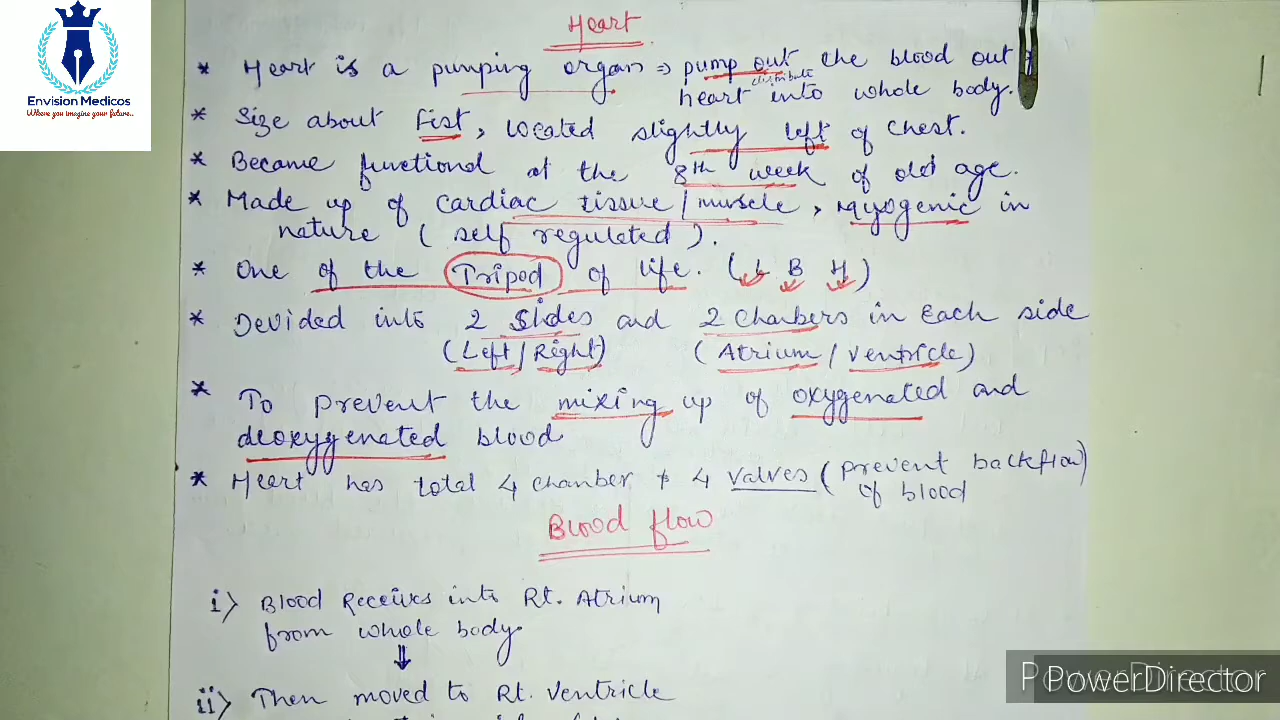 Heart
* Heart is a pumping organ ⇒ pump out the blood out
distribute
heart into whole body.
Envision Medicos
Where you imagine your future..
* Size about Fist, located slightly left of chest.
* Became functional at the 8th week of old age.
* Made up of cardiac tissue/muscle, Myogenic in
nature (self regulated).
* One of the Tripod of life. (L B H)
* Devided into 2 Sides and 2 Chambers in Each side
(Left/Right) (Atrium/ventricle)
* To prevent the mixing up of oxygenated and
deoxygenated blood
* Heart has total 4 chamber & 4 valves (prevent backflow)
of blood
Blood flow
i) Blood Receives into Rt. Atrium
from whole body.
⇓
ii) Then moved to Rt. Ventricle
PowerDirector